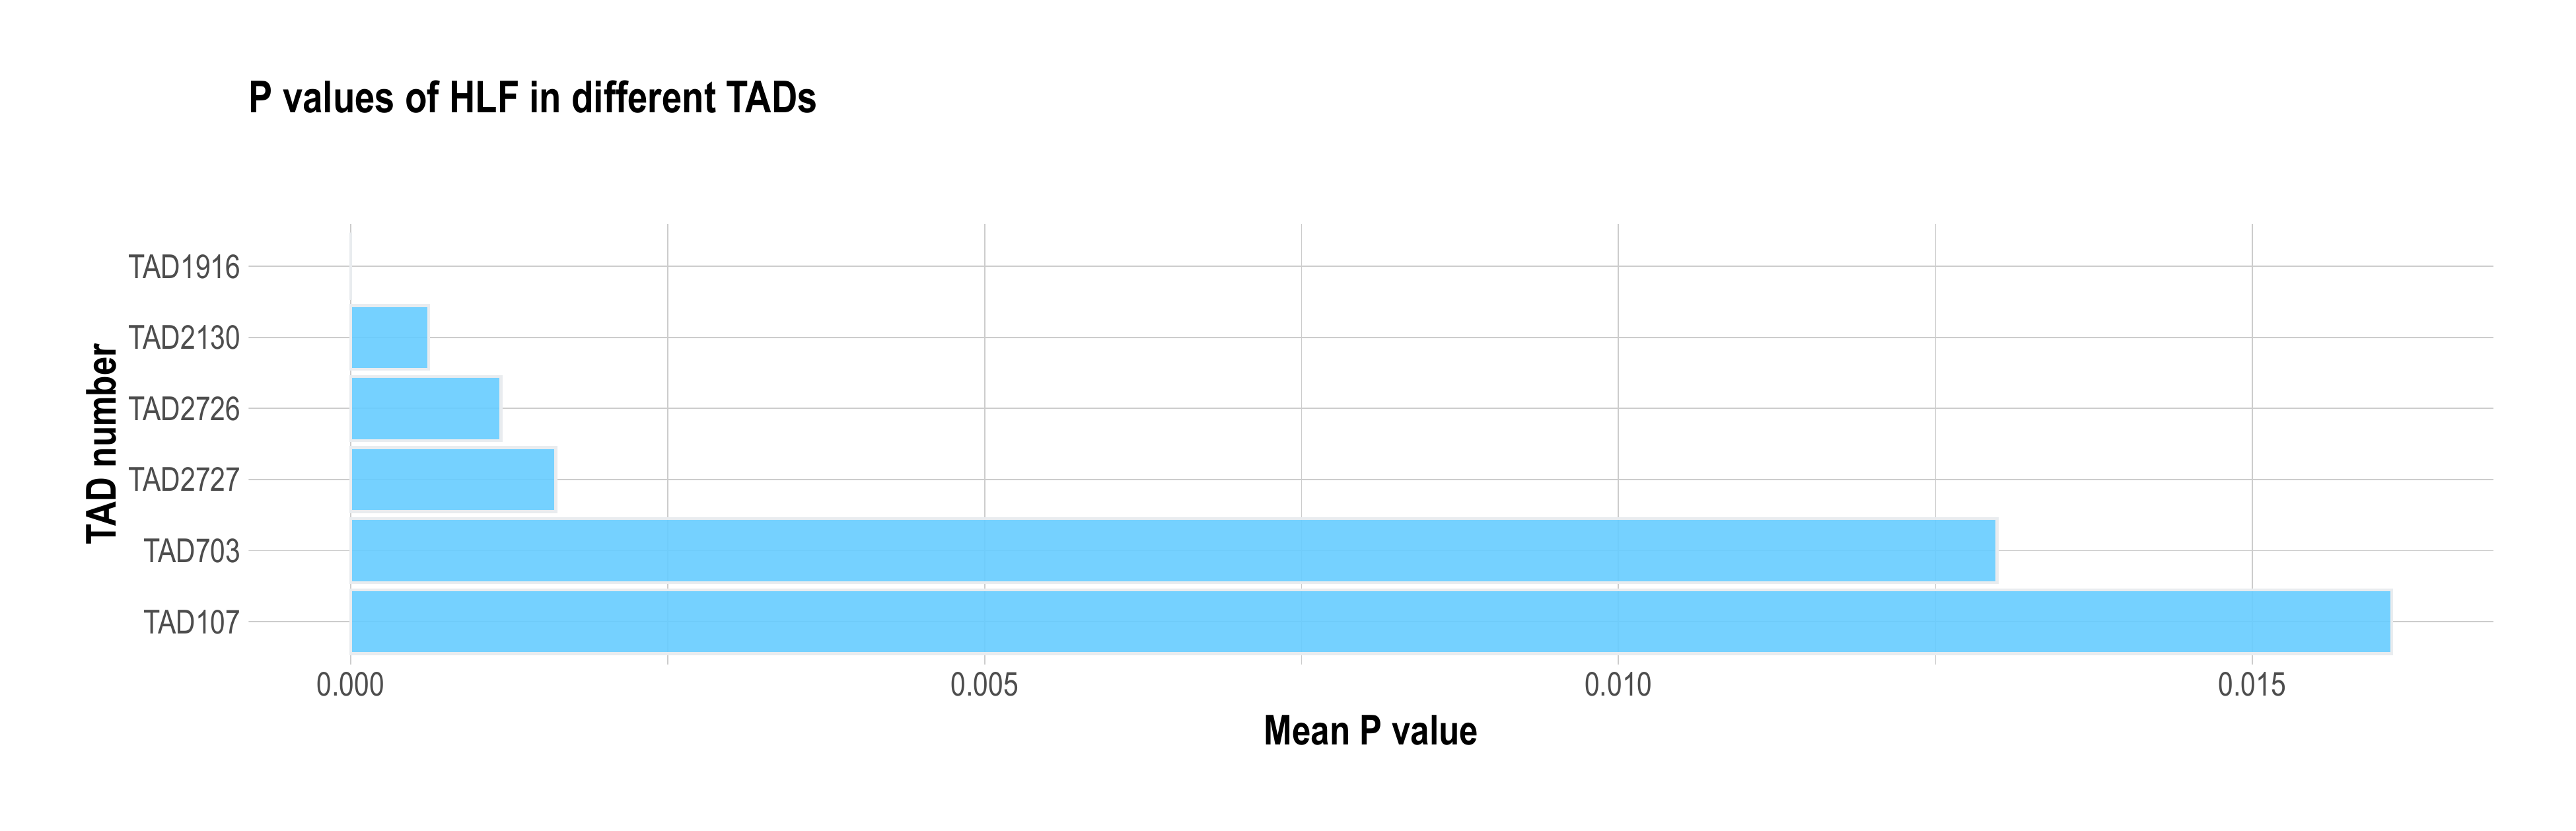 P values of HLF in different TADs
TAD number
TAD1916
TAD2130
TAD2726
TAD2727
TAD703
TAD107
0.000 0.005 0.010 0.015
Mean P value